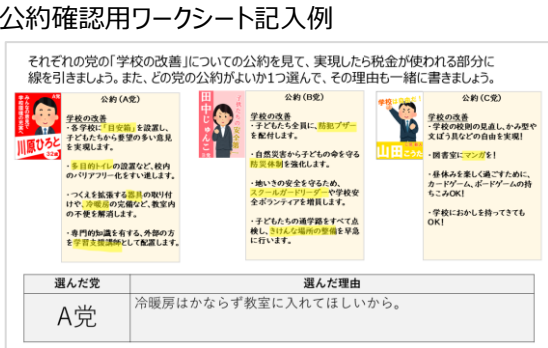 公約確認用ワークシート記入例
それぞれの党の「学校の改善」についての公約を見て、実現したら税金が使われる部分に
線を引きましょう。また、どの党の公約がよいか1つ選んで、その理由も一緒に書きましょう。
A党
川原ひろと
32歳
公約(A党)
学校の改善
・各学校に「目安箱」を設置し、
子どもたちから要望の多い意見
を実現します。
・多目的トイレの設置など、校内
のバリアフリー化をすい進します。
・つくえを拡張する器具の取り付
けや、冷暖房の完備など、教室内
の不便を解消します。
・専門的知識を有する、外部の方
を学習支援講師として配置します。
田中じゅんこ
公約(B党)
学校の改善
・子どもたち全員に、防犯ブザー
を配付します。
・自然災害から子どもの命を守る
防災体制を強化します。
・地いきの安全を守るため、
スクールガードリーダーや学校安
全ボランティアを増員します。
・子どもたちの通学路をすべて点
検し、きけんな場所の整備を早急
に行います。
山田こうた
公約(C党)
学校の改善
・学校の校則の見直し、かみ型や
文ぼう具などの自由を実現!
・図書室にマンガを!
・昼休みを楽しく過ごすために、
カードゲーム、ボードゲームの持
ちこみOK!
・学校におかしを持ってきても
OK!
選んだ党
選んだ理由
A党
冷暖房はかならず教室に入れてほしいから。